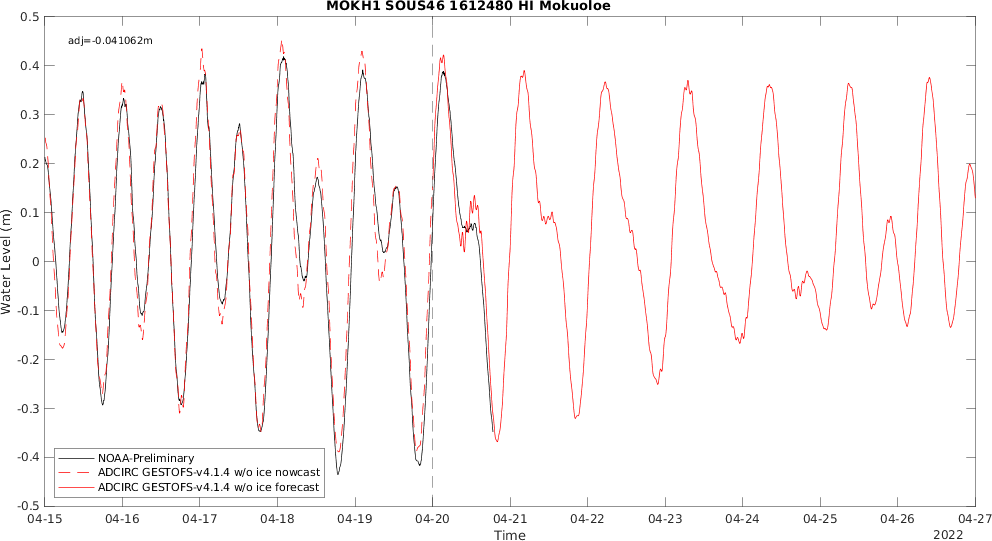 MOKH1 SOUS46 1612480 HI Mokuoloe
adj=-0.041062m
0.5
0.4
0.3
0.2
0.1
0
-0.1
-0.2
-0.3
-0.4
-0.5
Water Level (m)
NOAA-Preliminary
ADCIRC GESTOFS-v4.1.4 w/o ice nowcast
ADCIRC GESTOFS-v4.1.4 w/o ice forecast
04-15 04-16 04-17 04-18 04-19 04-20 04-21 04-22 04-23 04-24 04-25 04-26 04-27
Time
2022